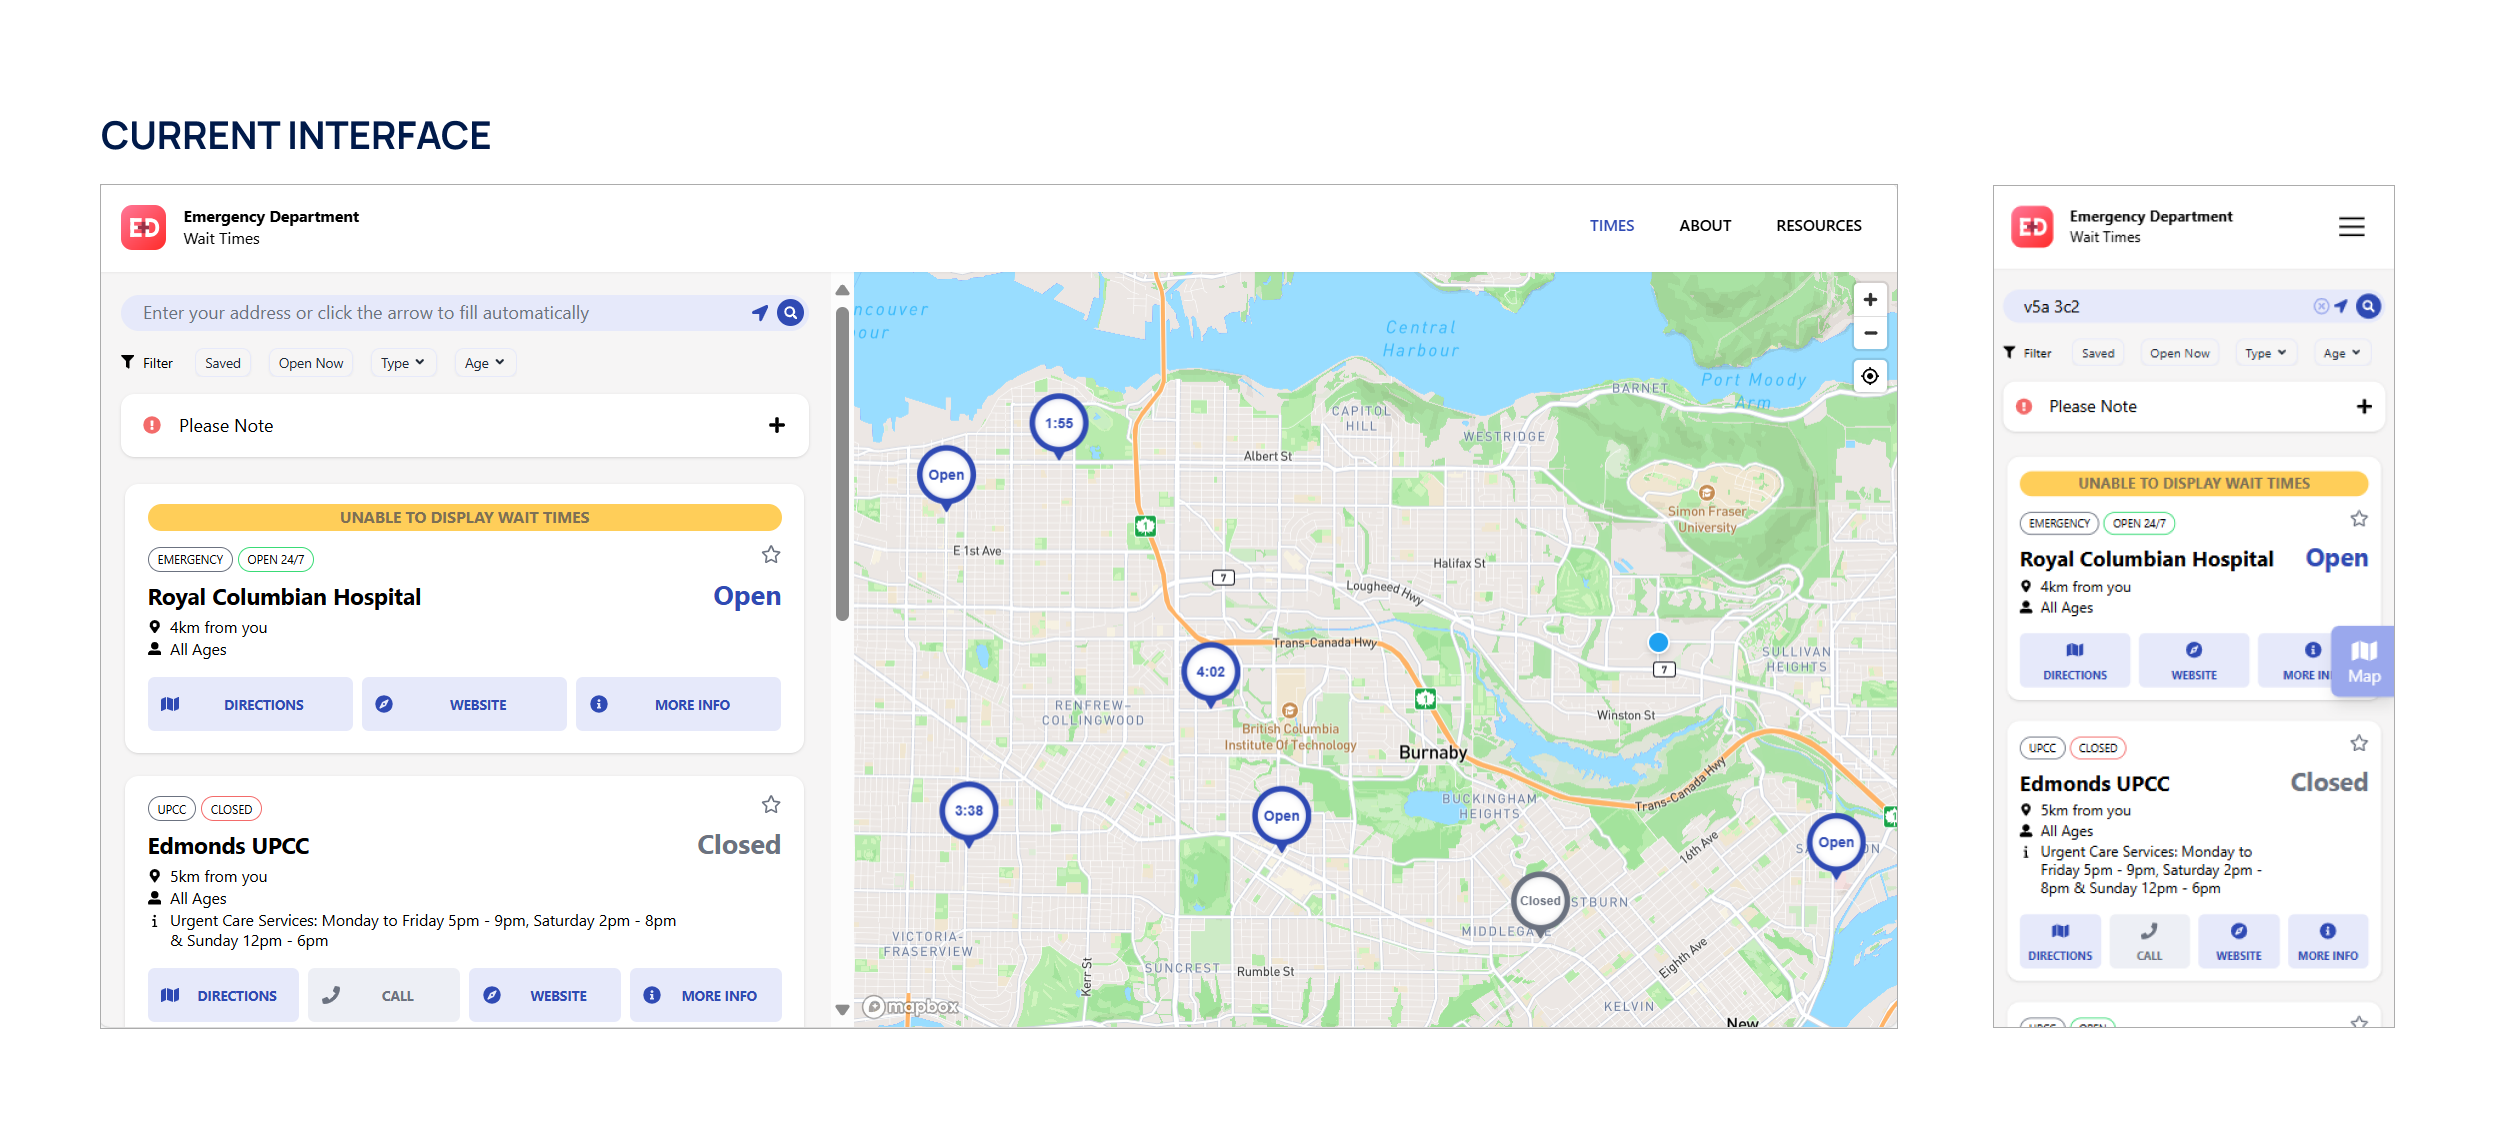 CURRENT INTERFACE
Emergency Department
Wait Times
TIMES
ABOUT
RESOURCES
Enter your address or click the arrow to fill automatically
Filter
Saved
Open Now
Type
Age
Please Note
UNABLE TO DISPLAY WAIT TIMES
EMERGENCY
OPEN 24/7
Royal Columbian Hospital
Open
4km from you
All Ages
DIRECTIONS
WEBSITE
MORE INFO
UPCC
CLOSED
Edmonds UPCC
Closed
5km from you
All Ages
Urgent Care Services: Monday to Friday 5pm - 9pm, Saturday 2pm - 8pm
& Sunday 12pm - 6pm
DIRECTIONS
CALL
WEBSITE
MORE INFO
ncouver
our
Central
Harbour
Port Moody
Arm
BARNET
CAPITOL
HILL
WESTRIDGE
1:55
Open
Albert St
1
Simon Fraser
University
E 1st Ave
7
Halifax St
Lougheed Hwy
Trans-Canada Hwy
4:02
7
SULLIVAN
HEIGHTS
1
RENFREW-
COLLINGWOOD
British Columbia
Institute Of Technology
Winston St
Burnaby
Trans-Canada Hwy
3:38
Open
BUCKINGHAM
HEIGHTS
1
Open
S
ON
16th Ave
Closed
STBURN
MIDDLEGATE
VICTORIA-
FRASERVIEW
Kerr St
SUNCREST
Rumble St
Eighth Ave
KELVIN
New
mapbox
ED
Emergency Department
Wait Times
v5a 3c2
Filter
Saved
Open Now
Type
Age
Please Note
UNABLE TO DISPLAY WAIT TIMES
EMERGENCY
OPEN 24/7
Royal Columbian Hospital
Open
4km from you
All Ages
DIRECTIONS
WEBSITE
MORE IN
Map
UPCC
CLOSED
Edmonds UPCC
Closed
5km from you
All Ages
Urgent Care Services: Monday to
Friday 5pm - 9pm, Saturday 2pm -
8pm & Sunday 12pm - 6pm
DIRECTIONS
CALL
WEBSITE
MORE INFO
UPCC
OPEN